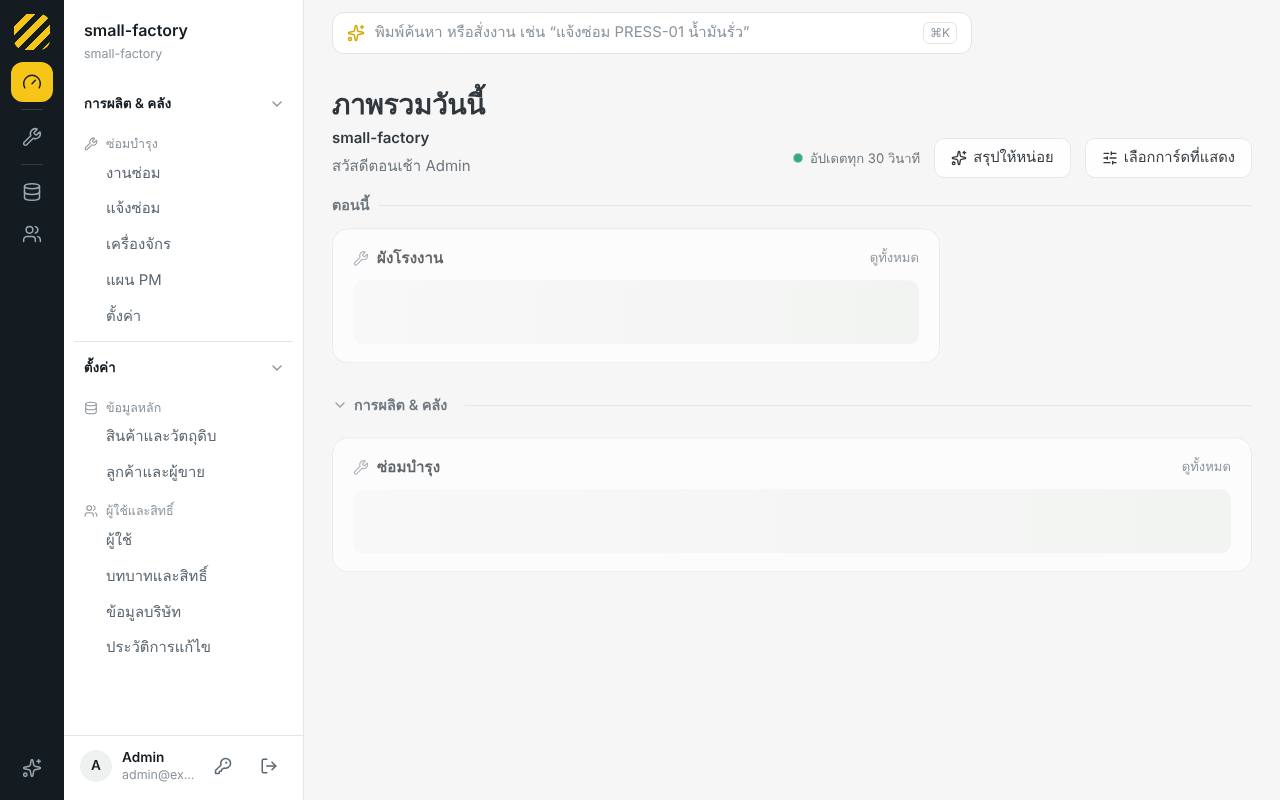 small-factory
small-factory
การผลิต & คลัง
ซ่อมบำรุง
งานซ่อม
แจ้งซ่อม
เครื่องจักร
แผน PM
ตั้งค่า
ตั้งค่า
ข้อมูลหลัก
สินค้าและวัตถุดิบ
ลูกค้าและผู้ขาย
ผู้ใช้และสิทธิ์
ผู้ใช้
บทบาทและสิทธิ์
ข้อมูลบริษัท
ประวัติการแก้ไข
A
Admin
admin@ex...
พิมพ์ค้นหา หรือสั่งงาน เช่น “แจ้งซ่อม PRESS-01 น้ำมันรั่ว”
⌘K
ภาพรวมวันนี้
small-factory
สวัสดีตอนเช้า Admin
อัปเดตทุก 30 วินาที
สรุปให้หน่อย
เลือกการ์ดที่แสดง
ตอนนี้
ผังโรงงาน
ดูทั้งหมด
การผลิต & คลัง
ซ่อมบำรุง
ดูทั้งหมด